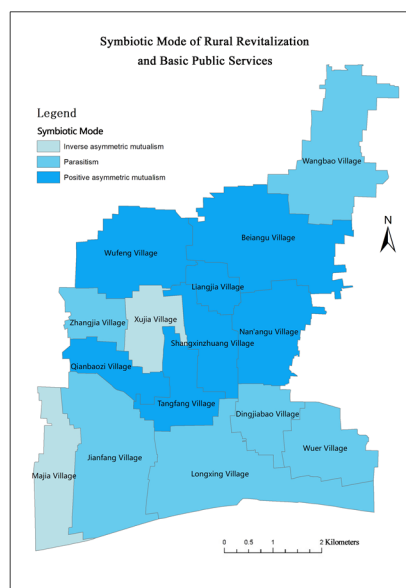 Symbiotic Mode of Rural Revitalization
and Basic Public Services
Legend
Symbiotic Mode
Inverse asymmetric mutualism
Parasitism
Positive asymmetric mutualism
Wangbao Village
N
Beiangu Village
Wufeng Village
Liangjia Village
Zhangjia Village
Xujia Village
Nan'angu Village
Shangxinzhuang Village
Qianbaozi Village
Tangfang Village
Dingjiabao Village
Wuer Village
Jianfang Village
Longxing Village
Majia Village
0 0.5 1 2 Kilometers